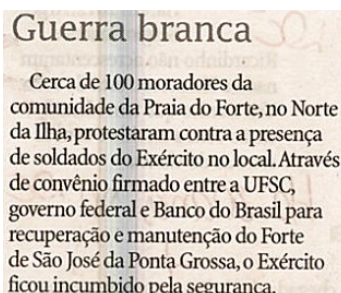 Guerra branca
Cerca de 100 moradores da
comunidade da Praia do Forte, no Norte
da Ilha, protestaram contra a presença
de soldados do Exército no local. Através
de convênio firmado entre a UFSC,
governo federal e Banco do Brasil para
recuperação e manutenção do Forte
de São José da Ponta Grossa, o Exército
ficou incumbido pela segurança.